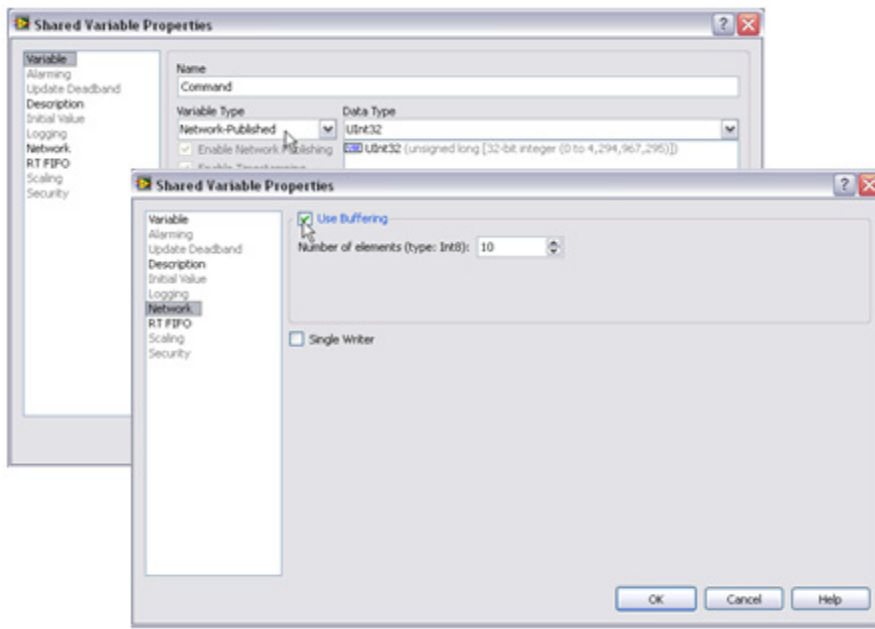 Shared Variable Properties
Variable
Alarming
Update Deadband
Description
Initial Value
Logging
Network
RT FIFO
Scaling
Security
Name
Command
Variable Type
Data Type
Network-Published
UInt32
Enable Network Publishing
UInt32 (unsigned long [32-bit integer (0 to 4,294,967,295)])
Enable Timestamping
Shared Variable Properties
Variable
Alarming
Update Deadband
Description
Initial Value
Logging
Network
RT FIFO
Scaling
Security
Use Buffering
Number of elements (type: Int8): 10
Single Writer
OK
Cancel
Help